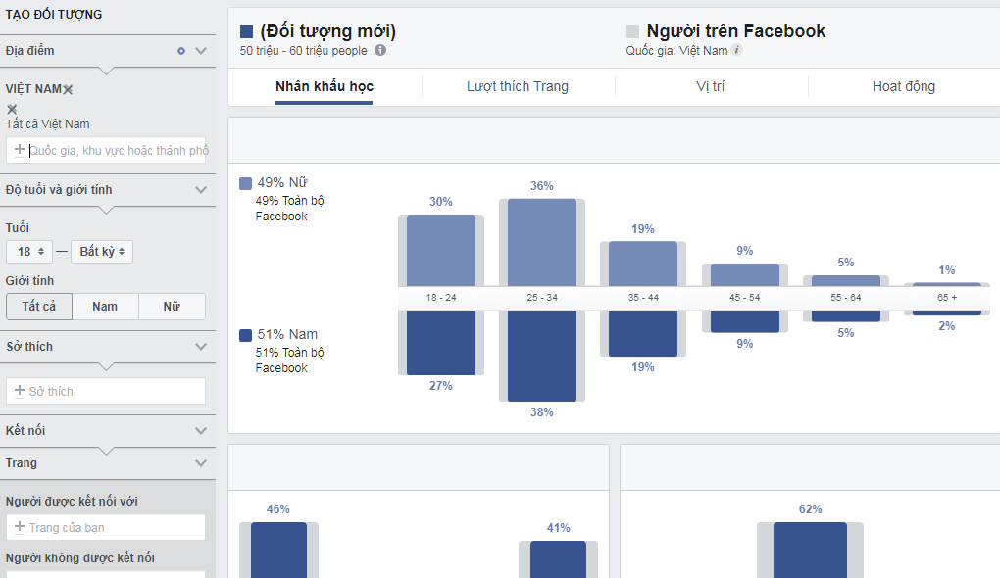 TẠO ĐỐI TƯỢNG
Địa điểm
VIỆT NAM
Tất cả Việt Nam
Quốc gia, khu vực hoặc thành phố
Độ tuổi và giới tính
Tuổi
18 — Bất kỳ
Giới tính
Tất cả Nam Nữ
Sở thích
+ Sở thích
Kết nối
Trang
Người được kết nối với
+ Trang của bạn
Người không được kết nối
(Đối tượng mới)
50 triệu - 60 triệu people
Người trên Facebook
Quốc gia: Việt Nam
Nhân khẩu học Lượt thích Trang Vị trí Hoạt động
49% Nữ
49% Toàn bộ
Facebook
30% 36% 19% 9% 5% 1%
18 - 24 25 - 34 35 - 44 45 - 54 55 - 64 65 +
51% Nam
51% Toàn bộ
Facebook
27% 38% 19% 9% 5% 2%
46% 41% 62%